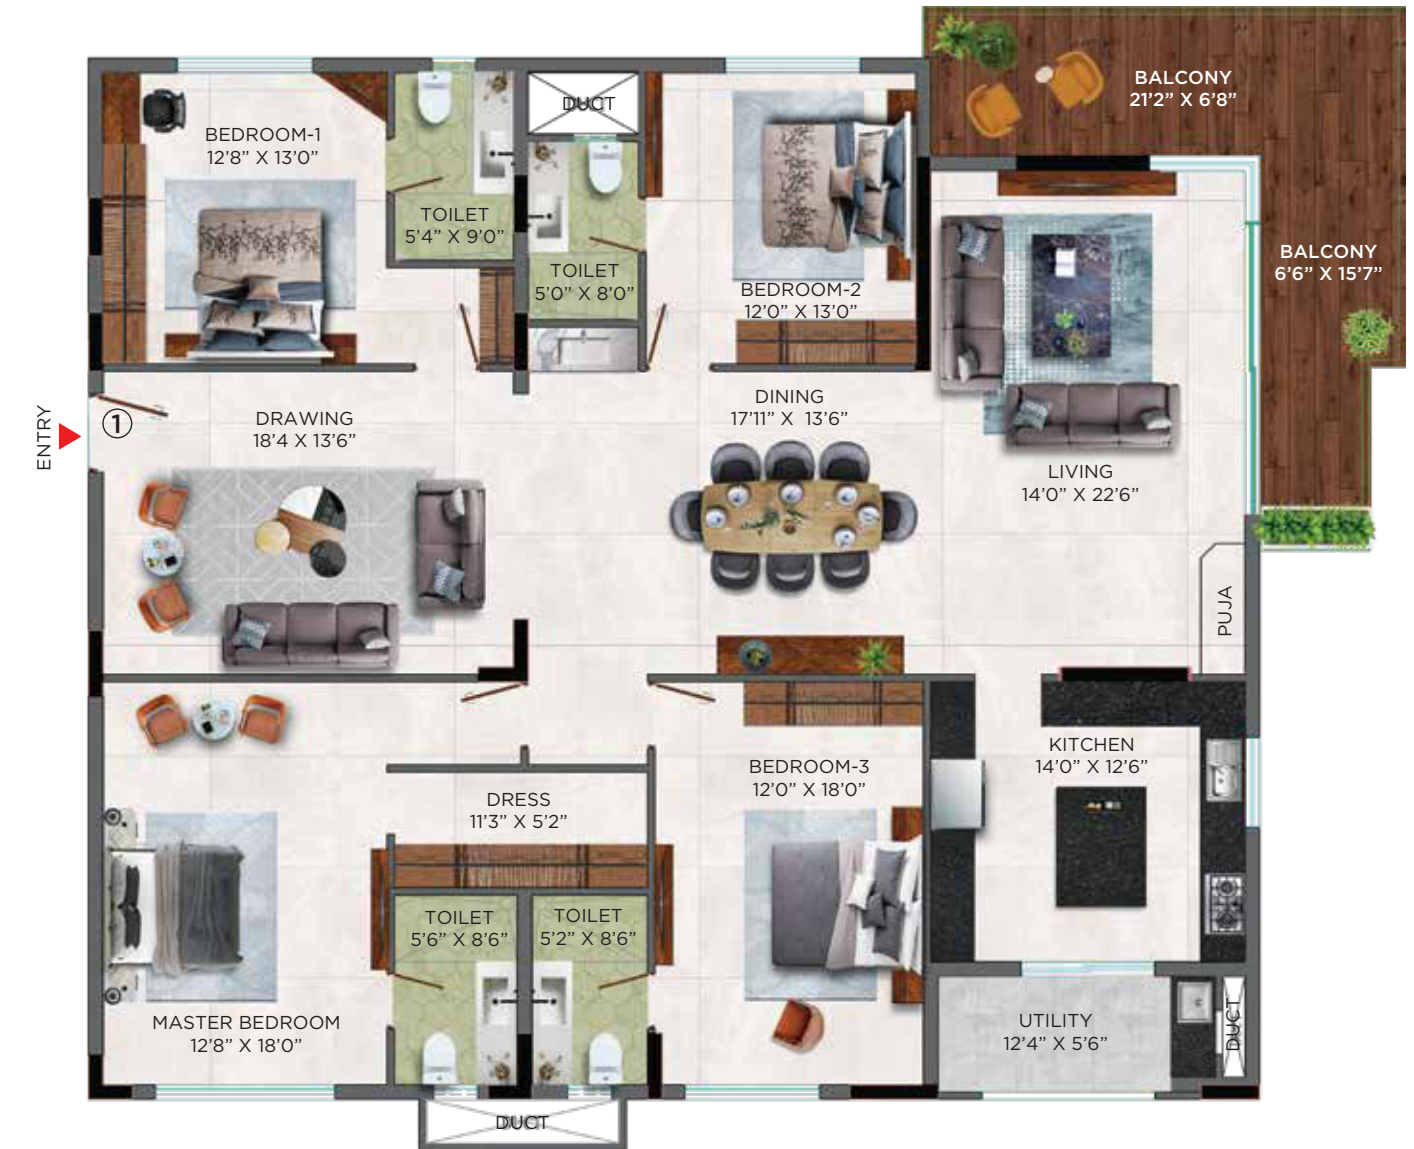 BALCONY
21'2” X 6'8”
DUCT
BEDROOM-1
12'8” X 13'0”
TOILET
5'4” X 9'0”
TOILET
5'0” X 8'0”
BEDROOM-2
12'0” X 13'0”
BALCONY
6'6” X 15'7”
ENTRY
1
DRAWING
18'4 X 13'6”
DINING
17'11” X 13'6”
LIVING
14'0” X 22'6”
PUJA
KITCHEN
14'0” X 12'6”
BEDROOM-3
12'0” X 18'0”
DRESS
11'3” X 5'2”
TOILET
5'6” X 8'6”
TOILET
5'2” X 8'6”
MASTER BEDROOM
12'8” X 18'0”
UTILITY
12'4” X 5'6”
DUCT
DUCT